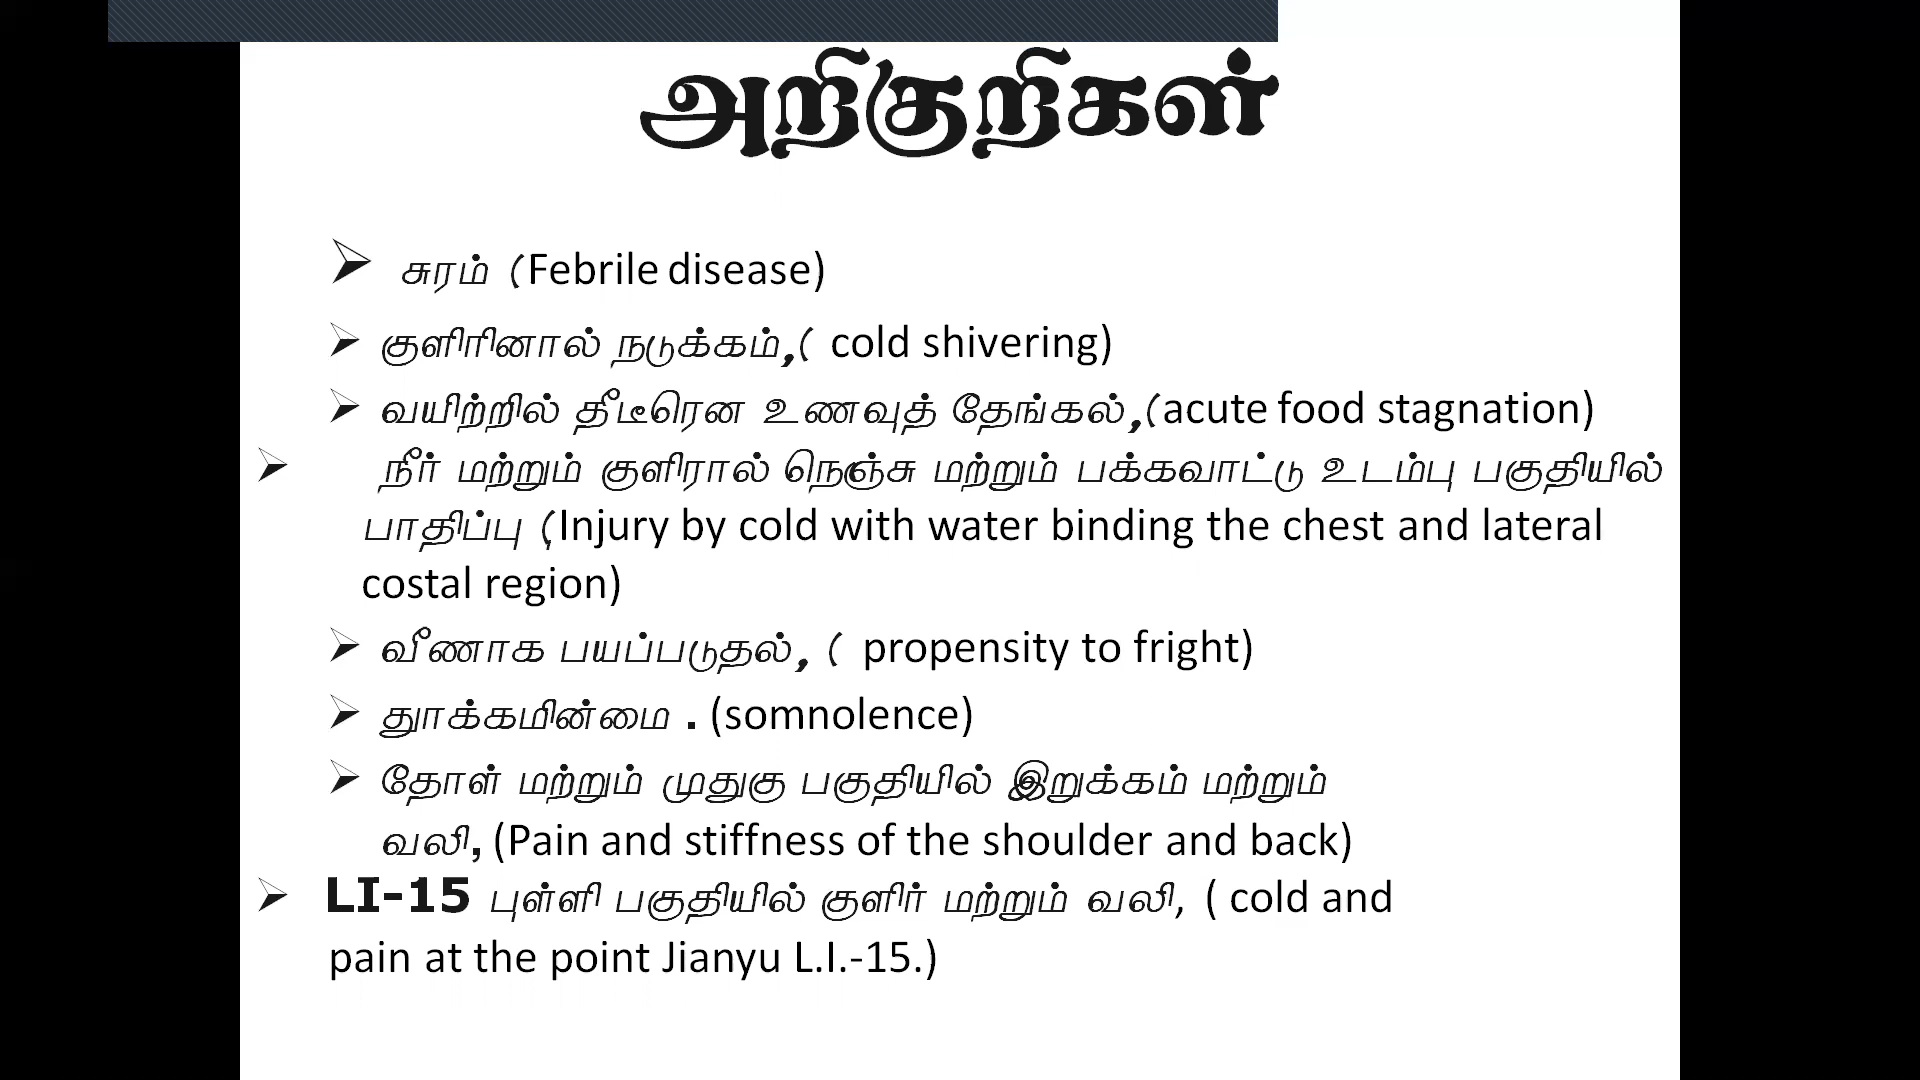 அறிகுறிகள்
➢ சுரம் (Febrile disease)
➢ குளிரினால் நடுக்கம்,( cold shivering)
➢ வயிற்றில் தீடீரென உணவுத் தேங்கல்,(acute food stagnation)
➢ நீர் மற்றும் குளிரால் நெஞ்சு மற்றும் பக்கவாட்டு உடம்பு பகுதியில்
பாதிப்பு (,Injury by cold with water binding the chest and lateral
costal region)
➢ வீணாக பயப்படுதல், ( propensity to fright)
➢ தூக்கமின்மை . (somnolence)
➢ தோள் மற்றும் முதுகு பகுதியில் இறுக்கம் மற்றும்
வலி, (Pain and stiffness of the shoulder and back)
➢ LI-15 புள்ளி பகுதியில் குளிர் மற்றும் வலி, ( cold and
pain at the point Jianyu L.I.-15.)